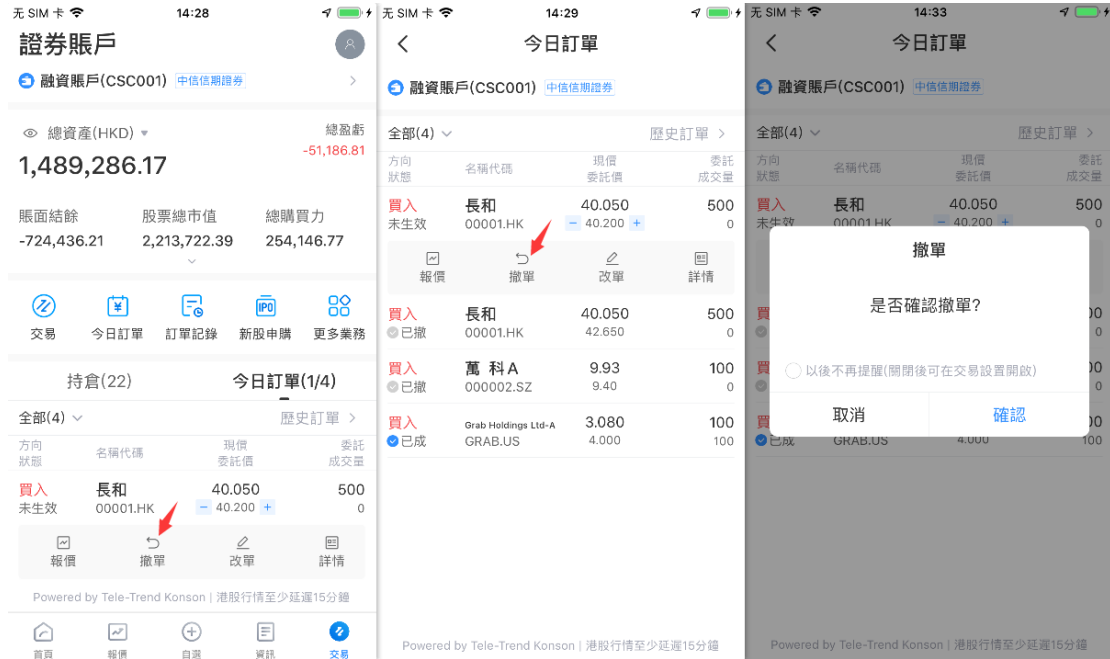 无 SIM 卡 14:28
證券賬戶
融資賬戶(CSC001) 中信信期證券
總資產(HKD) 總盈虧
1,489,286.17 -51,186.81
賬面結餘 股票總市值 總購買力
-724,436.21 2,213,722.39 254,146.77
交易 今日訂單 訂單記錄 新股申購 更多業務
IPO
持倉(22) 今日訂單(1/4)
全部(4) 歷史訂單
方向 名稱代碼 現價 委託
狀態 委託價 成交量
買入 長和 40.050 500
未生效 00001.HK − 40.200 + 0
報價 撤單 改單 詳情
Powered by Tele-Trend Konson | 港股行情至少延遲15分鐘
首頁 報價 自選 資訊 交易
无 SIM 卡 14:29
今日訂單
融資賬戶(CSC001) 中信信期證券
全部(4) 歷史訂單
方向 名稱代碼 現價 委託
狀態 委託價 成交量
買入 長和 40.050 500
未生效 00001.HK − 40.200 + 0
報價 撤單 改單 詳情
買入 長和 40.050 500
已撤 00001.HK 42.650 0
買入 萬 科A 9.93 100
已撤 000002.SZ 9.40 0
買入 Grab Holdings Ltd-A 3.080 100
已成 GRAB.US 4.000 100
Powered by Tele-Trend Konson | 港股行情至少延遲15分鐘
无 SIM 卡 14:33
今日訂單
融資賬戶(CSC001) 中信信期證券
全部(4) 歷史訂單
方向 名稱代碼 現價 委託
狀態 委託價 成交量
買入 長和 40.050 500
未生效 00001.HK − 40.200 + 0
撤單
是否確認撤單?
以後不再提醒(關閉後可在交易設置開啟)
取消 確認
已成 GRAB.US 4.000 100
Powered by Tele-Trend Konson | 港股行情至少延遲15分鐘